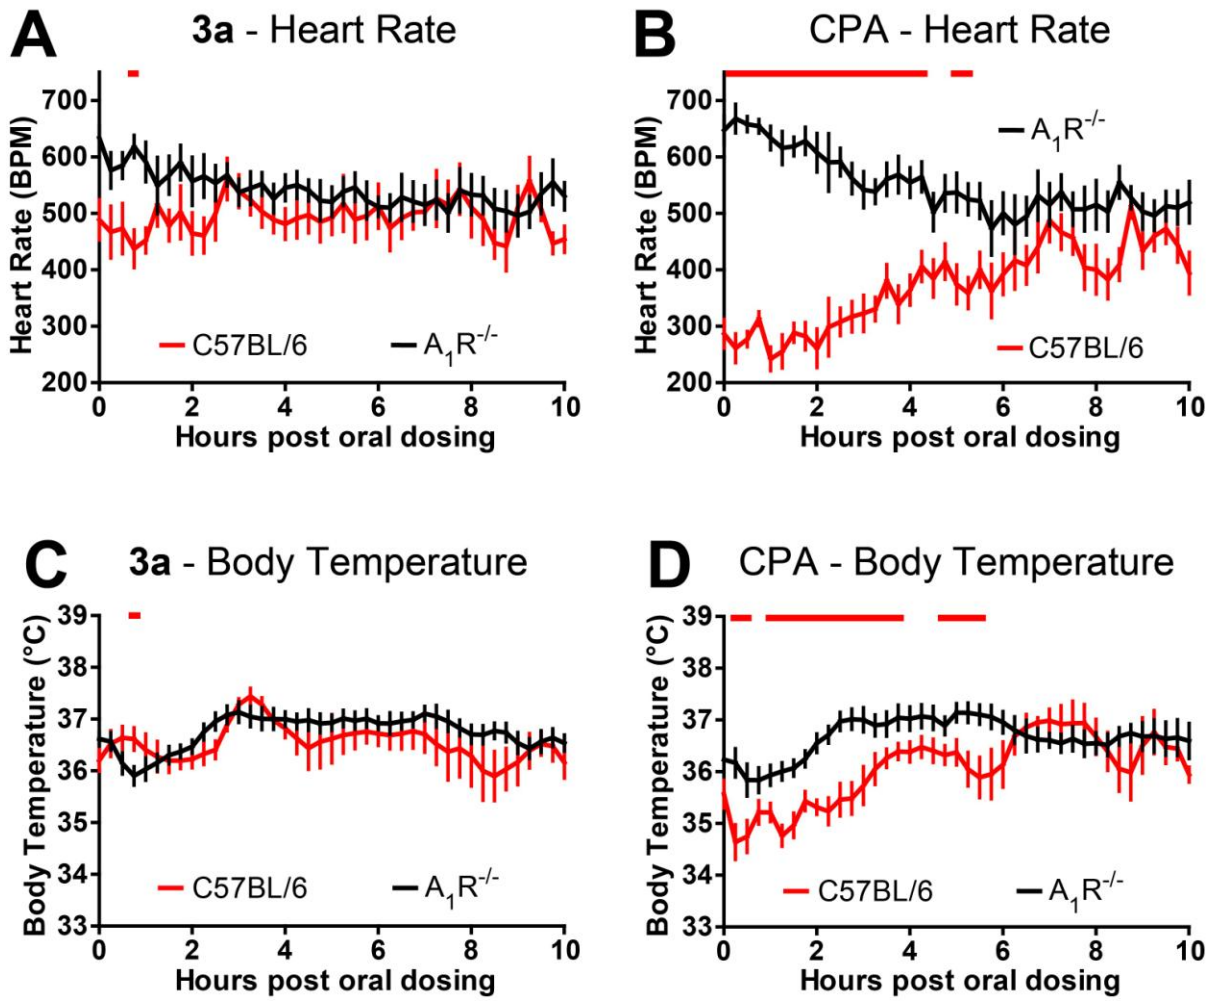 A 3a - Heart Rate
Heart Rate (BPM)
700
600
500
400
300
200
C57BL/6 A1R-/-
0 2 4 6 8 10
Hours post oral dosing
B CPA - Heart Rate
Heart Rate (BPM)
700
600
500
400
300
200
A1R-/-
C57BL/6
0 2 4 6 8 10
Hours post oral dosing
C 3a - Body Temperature
Body Temperature (°C)
39
38
37
36
35
34
33
C57BL/6 A1R-/-
0 2 4 6 8 10
Hours post oral dosing
D CPA - Body Temperature
Body Temperature (°C)
39
38
37
36
35
34
33
C57BL/6 A1R-/-
0 2 4 6 8 10
Hours post oral dosing